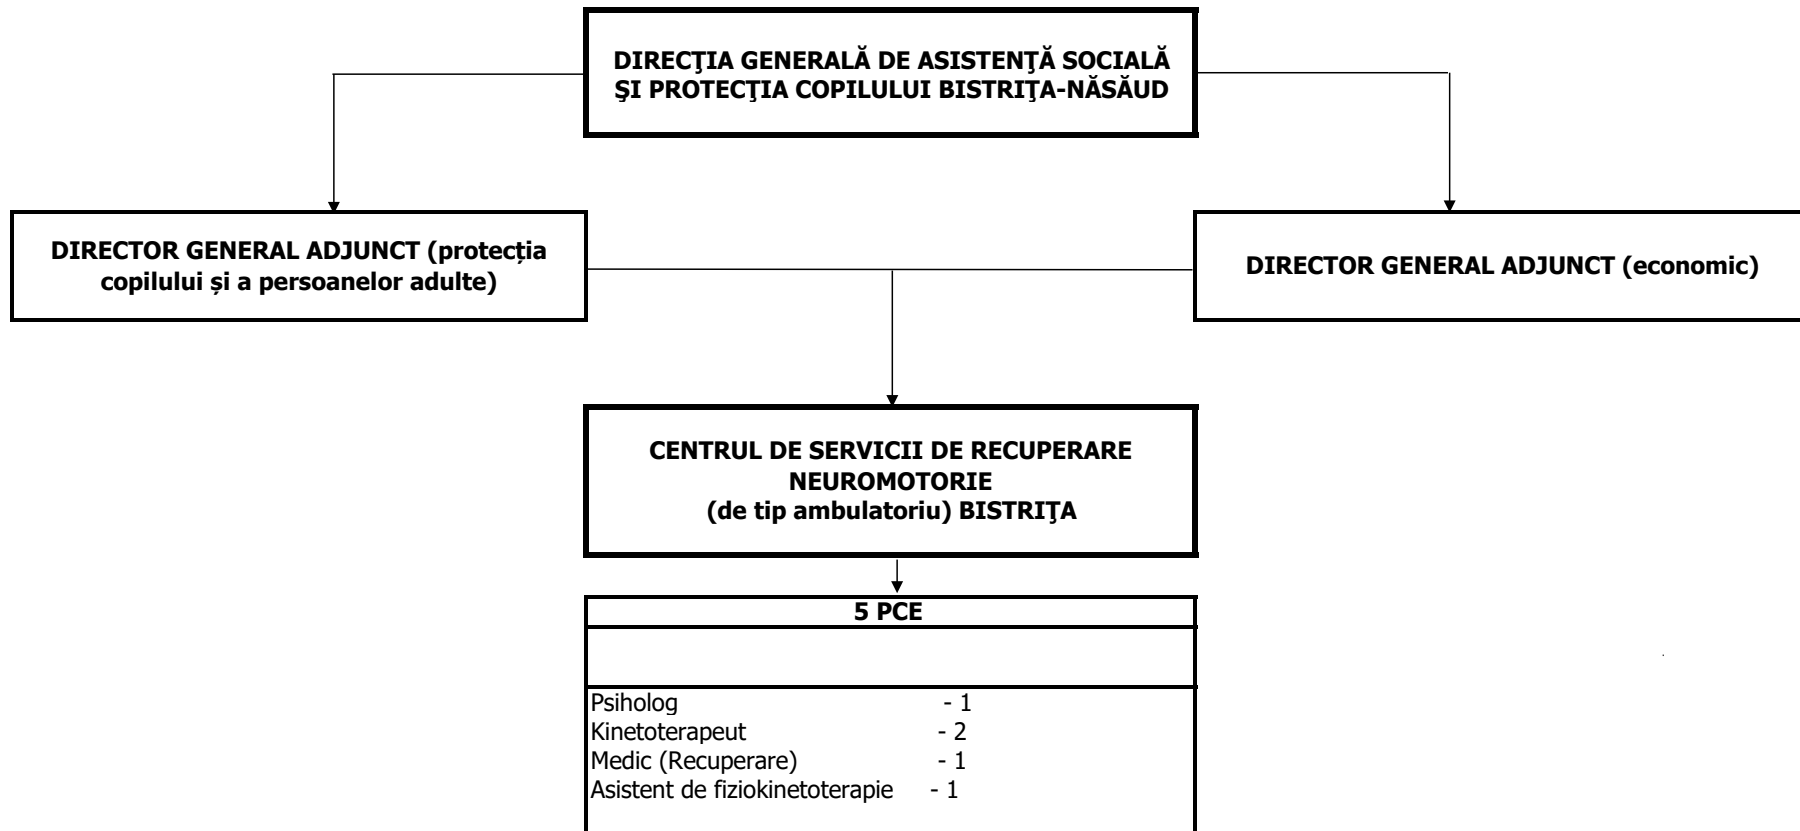 DIRECŢIA GENERALĂ DE ASISTENŢĂ SOCIALĂ
ŞI PROTECŢIA COPILULUI BISTRIŢA-NĂSĂUD
DIRECTOR GENERAL ADJUNCT (protecția
copilului și a persoanelor adulte)
DIRECTOR GENERAL ADJUNCT (economic)
CENTRUL DE SERVICII DE RECUPERARE
NEUROMOTORIE
(de tip ambulatoriu) BISTRIŢA
5 PCE
Psiholog - 1
Kinetoterapeut - 2
Medic (Recuperare) - 1
Asistent de fiziokinetoterapie - 1